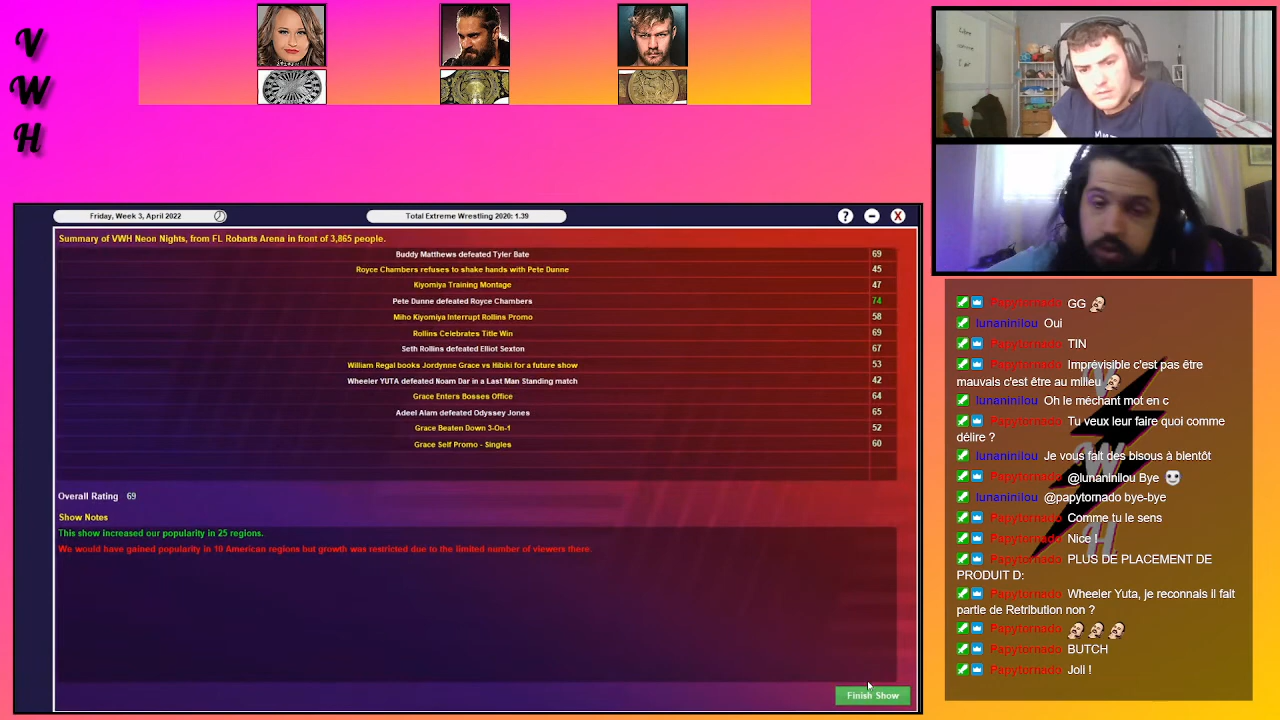 V
W
H
Friday, Week 3, April 2022
Total Extreme Wrestling 2020: 1.39
?
X
Summary of VWH Neon Nights, from FL Robarts Arena in front of 3,865 people.
Buddy Matthews defeated Tyler Bate 69
Royce Chambers refuses to shake hands with Pete Dunne 45
Kiyomiya Training Montage 47
Pete Dunne defeated Royce Chambers 74
Miho Kiyomiya Interrupt Rollins Promo 58
Rollins Celebrates Title Win 69
Seth Rollins defeated Elliot Sexton 67
William Regal books Jordynne Grace vs Hibiki for a future show 53
Wheeler YUTA defeated Noam Dar in a Last Man Standing match 42
Grace Enters Bosses Office 64
Adeel Alam defeated Odyssey Jones 65
Grace Beaten Down 3-On-1 52
Grace Self Promo - Singles 60
Overall Rating 69
Show Notes
This show increased our popularity in 25 regions.
We would have gained popularity in 10 American regions but growth was restricted due to the limited number of viewers there.
Finish Show
Papytornado GG
lunaninilou Oui
Papytornado TIN
Papytornado Imprévisible c'est pas être
mauvais c'est être au milieu
lunaninilou Oh le méchant mot en c
Papytornado Tu veux leur faire quoi comme
délire ?
lunaninilou Je vous fait des bisous à bientôt
Papytornado @lunaninilou Bye
lunaninilou @papytornado bye-bye
Papytornado Comme tu le sens
Papytornado Nice !
Papytornado PLUS DE PLACEMENT DE
PRODUIT D:
Papytornado Wheeler Yuta, je reconnais il fait
partie de Retribution non ?
Papytornado
Papytornado BUTCH
Papytornado Joli !